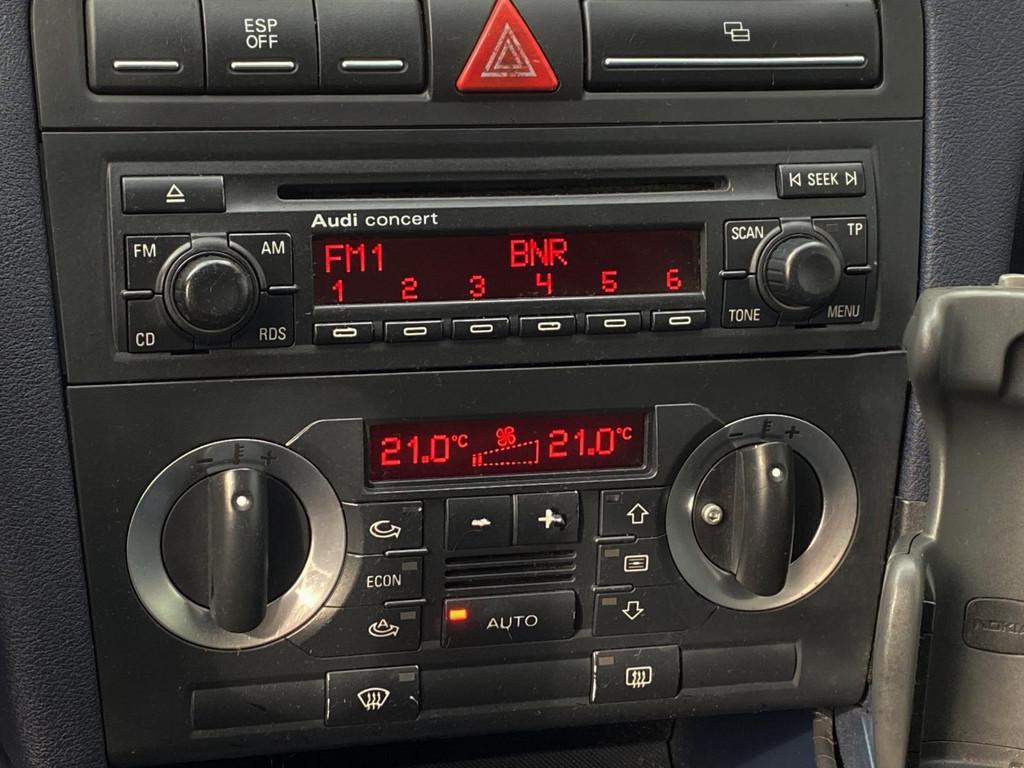 ESP
OFF
SEEK
Audi concert
FM
AM
FM1 BNR
SCAN
TP
1 2 3 4 5 6
CD
RDS
TONE
MENU
21.0°C 21.0°C
- E +
- E +
- +
ECON
A
AUTO
NOKIA